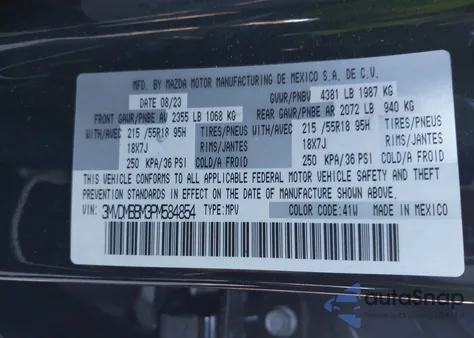 MFD. BY MAZDA MOTOR MANUFACTURING DE MEXICO S.A. DE C.V.
DATE 08/23 GVWR/PNBV 4381 LB 1987 KG
FRONT GAWR/PNBE AV 2355 LB 1068 KG REAR GAWR/PNBE AR 2072 LB 940 KG
WITH/AVEC 215 /55R18 95H TIRES/PNEUS WITH/AVEC 215 /55R18 95H TIRES/PNEUS
18X7J RIMS/JANTES 18X7J RIMS/JANTES
250 KPA/36 PSI COLD/A FROID 250 KPA/36 PSI COLD/A FROID
THIS VEHICLE CONFORMS TO ALL APPLICABLE FEDERAL MOTOR VEHICLE SAFETY AND THEFT
PREVENTION STANDARDS IN EFFECT ON THE DATE OF MANUFACTURE SHOWN ABOVE.
VIN: 3MVDMBBM3PM584854 TYPE:MPV COLOR CODE:41W MADE IN MEXICO
autoSnap